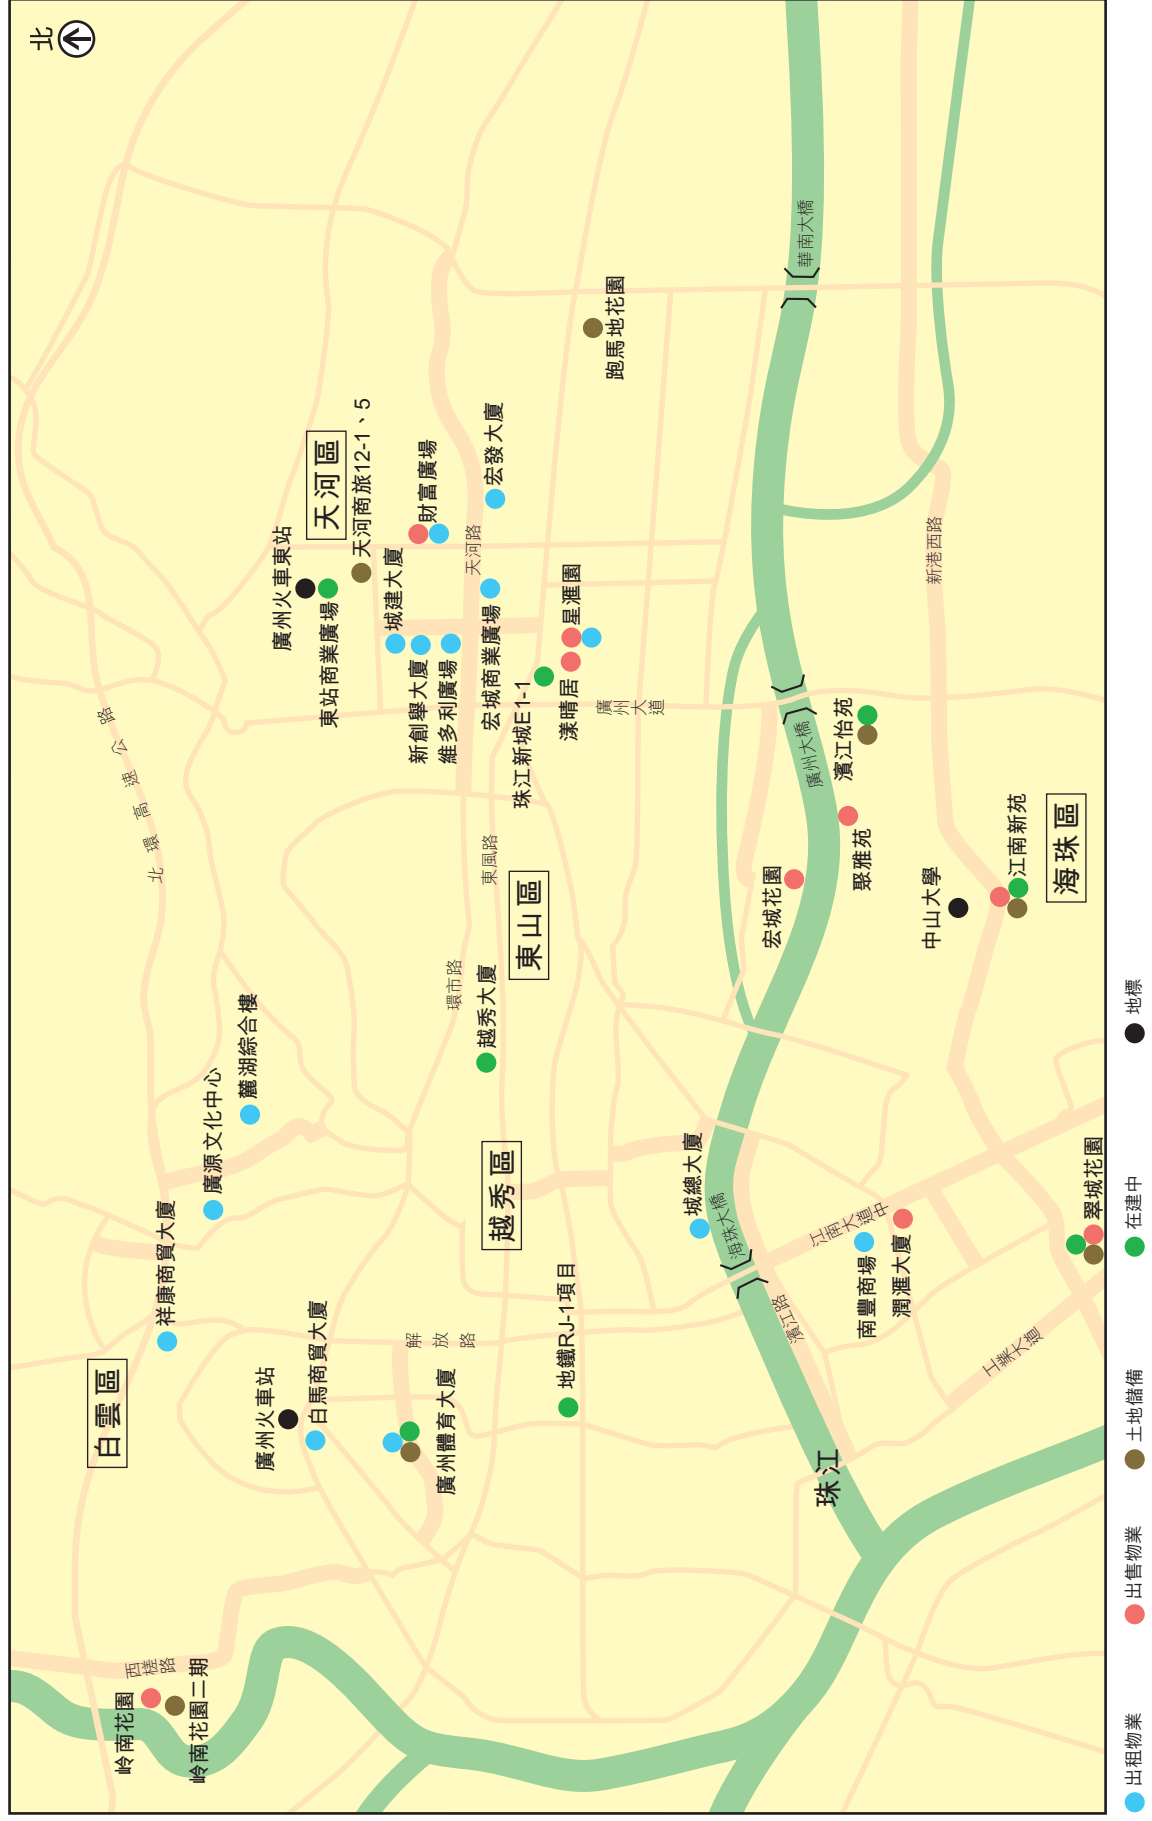 北
白雲區
祥康商貿大廈
廣源文化中心
麓湖綜合樓
北環高速公路
廣州火車站
白馬商貿大廈
解放路
廣州體育大廈
西槎路
岭南花園
岭南花園二期
地鐵RJ-1項目
越秀區
越秀大廈
環市路
東山區
東風路
天河區
廣州火車東站
東站商業廣場
天河商旅12-1、5
城建大廈
新創舉大廈
維多利廣場
財富廣場
天河路
宏發大廈
宏城商業廣場
珠江新城E1-1
星滙園
漾晴居
廣州大道
跑馬地花園
華南大橋
廣州大橋
濱江怡苑
聚雅苑
宏城花園
新港西路
中山大學
江南新苑
海珠區
城總大廈
海珠大橋
濱江路
江南大道中
南豐商場
潤滙大廈
工業大道
翠城花園
珠江
出租物業
出售物業
土地儲備
在建中
地標